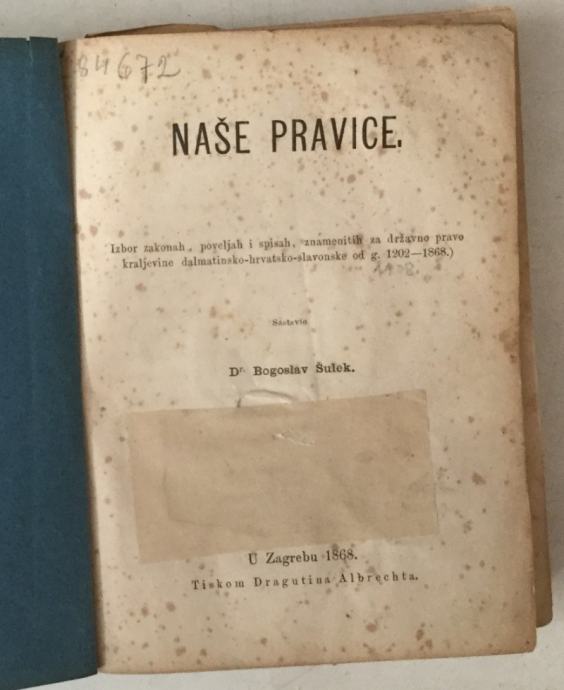 84672
NAŠE PRAVICE.
Izbor zakonah, poveljah i spisah, znamenitih za državno pravo
kraljevine dalmatinsko-hrvatsko-slavonske od g. 1202—1868.)
Sastavio
Dr. Bogoslav Šulek.
U Zagrebu 1868.
Tiskom Dragutina Albrechta.